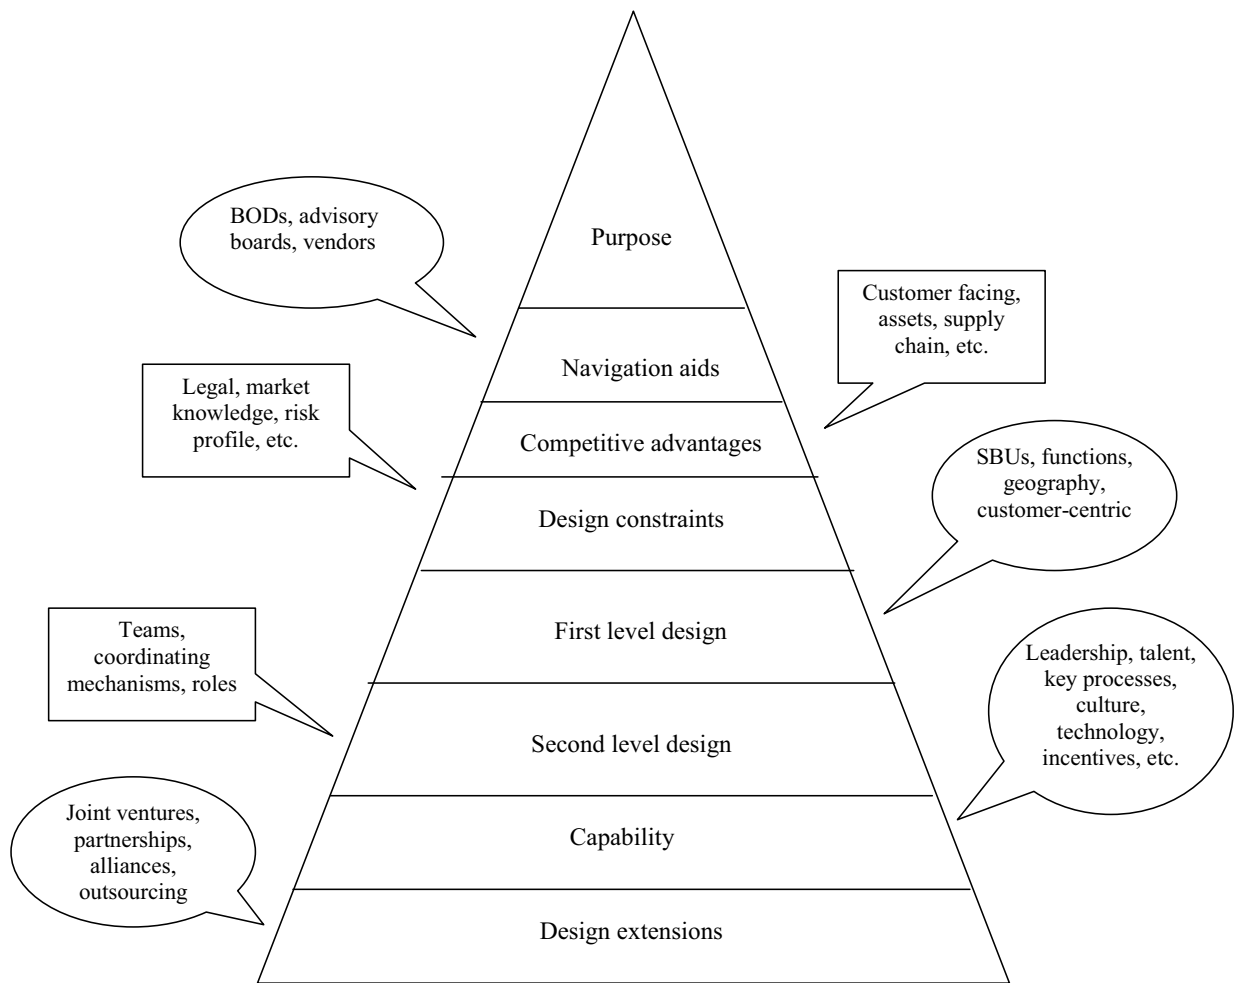 BODs, advisory
boards, vendors
Purpose
Customer facing,
assets, supply
chain, etc.
Navigation aids
Legal, market
knowledge, risk
profile, etc.
Competitive advantages
SBUs, functions,
geography,
customer-centric
Design constraints
Teams,
coordinating
mechanisms, roles
First level design
Leadership, talent,
key processes,
culture,
technology,
incentives, etc.
Second level design
Joint ventures,
partnerships,
alliances,
outsourcing
Capability
Design extensions